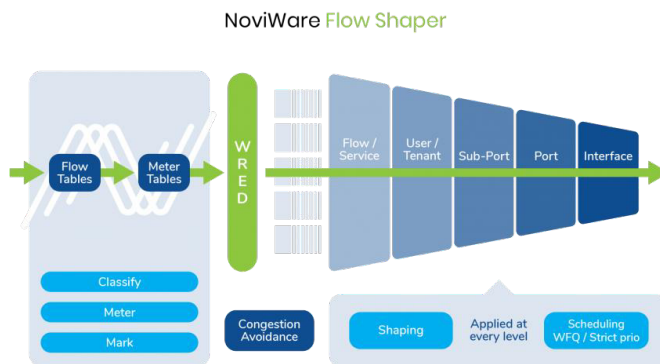 NoviWare Flow Shaper
Flow
Tables
Meter
Tables
W
R
E
D
Flow /
Service
User /
Tenant
Sub-Port
Port
Interface
Classify
Meter
Mark
Congestion
Avoidance
Shaping
Applied at
every level
Scheduling
WFQ / Strict prio